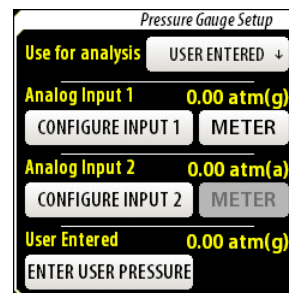 Pressure Gauge Setup
Use for analysis USER ENTERED ↓
Analog Input 1 0.00 atm(g)
CONFIGURE INPUT 1 METER
Analog Input 2 0.00 atm(a)
CONFIGURE INPUT 2 METER
User Entered 0.00 atm(g)
ENTER USER PRESSURE